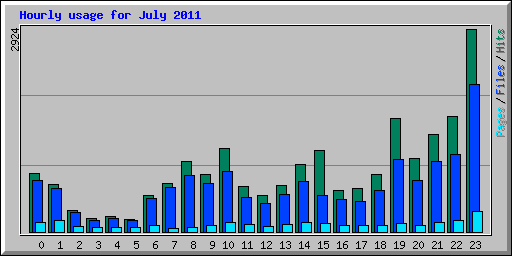 Hourly usage for July 2011
2924
Pages/Files/Hits
0 1 2 3 4 5 6 7 8 9 10 11 12 13 14 15 16 17 18 19 20 21 22 23